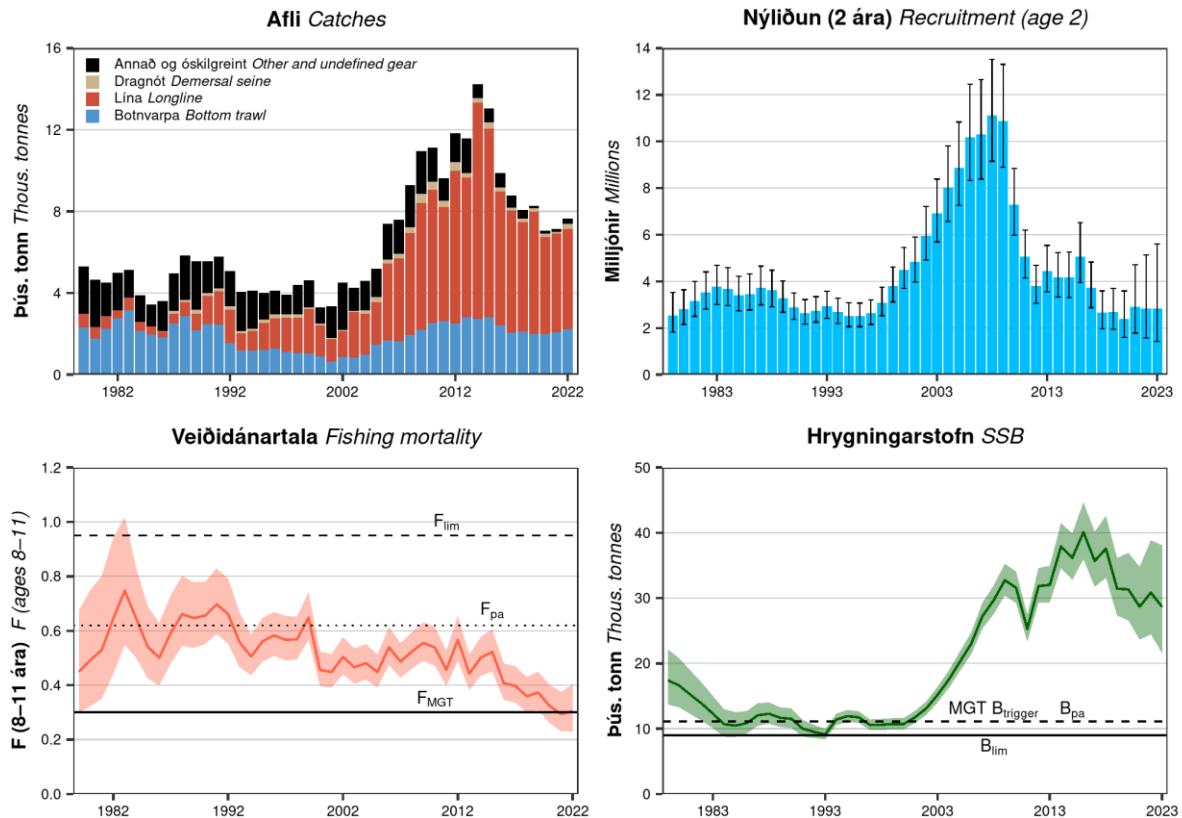 Afli Catches
Þús. tonn Thous. tonnes
16
12
8
4
0
Annað og óskilgreint Other and undefined gear
Dragnót Demersal seine
Lína Longline
Botnvarpa Bottom trawl
1982
1992
2002
2012
2022
Nýliðun (2 ára) Recruitment (age 2)
Milljónir Millions
14
12
10
8
6
4
2
0
1983
1993
2003
2013
2023
Veiðidánartala Fishing mortality
F (8–11 ára) F (ages 8–11)
1.2
1.0
0.8
0.6
0.4
0.2
0.0
Flim
Fpa
FMGT
1982
1992
2002
2012
2022
Hrygningarstofn SSB
Þús. tonn Thous. tonnes
50
40
30
20
10
0
MGT Btrigger Bpa
Blim
1983
1993
2003
2013
2023